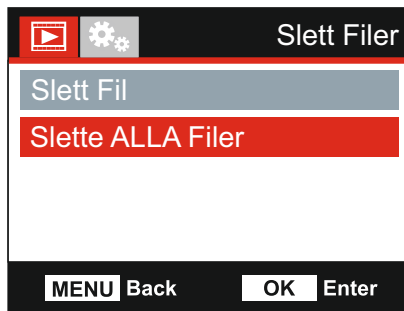 Slett Filer
Slett Fil
Slette ALLA Filer
MENU Back OK Enter